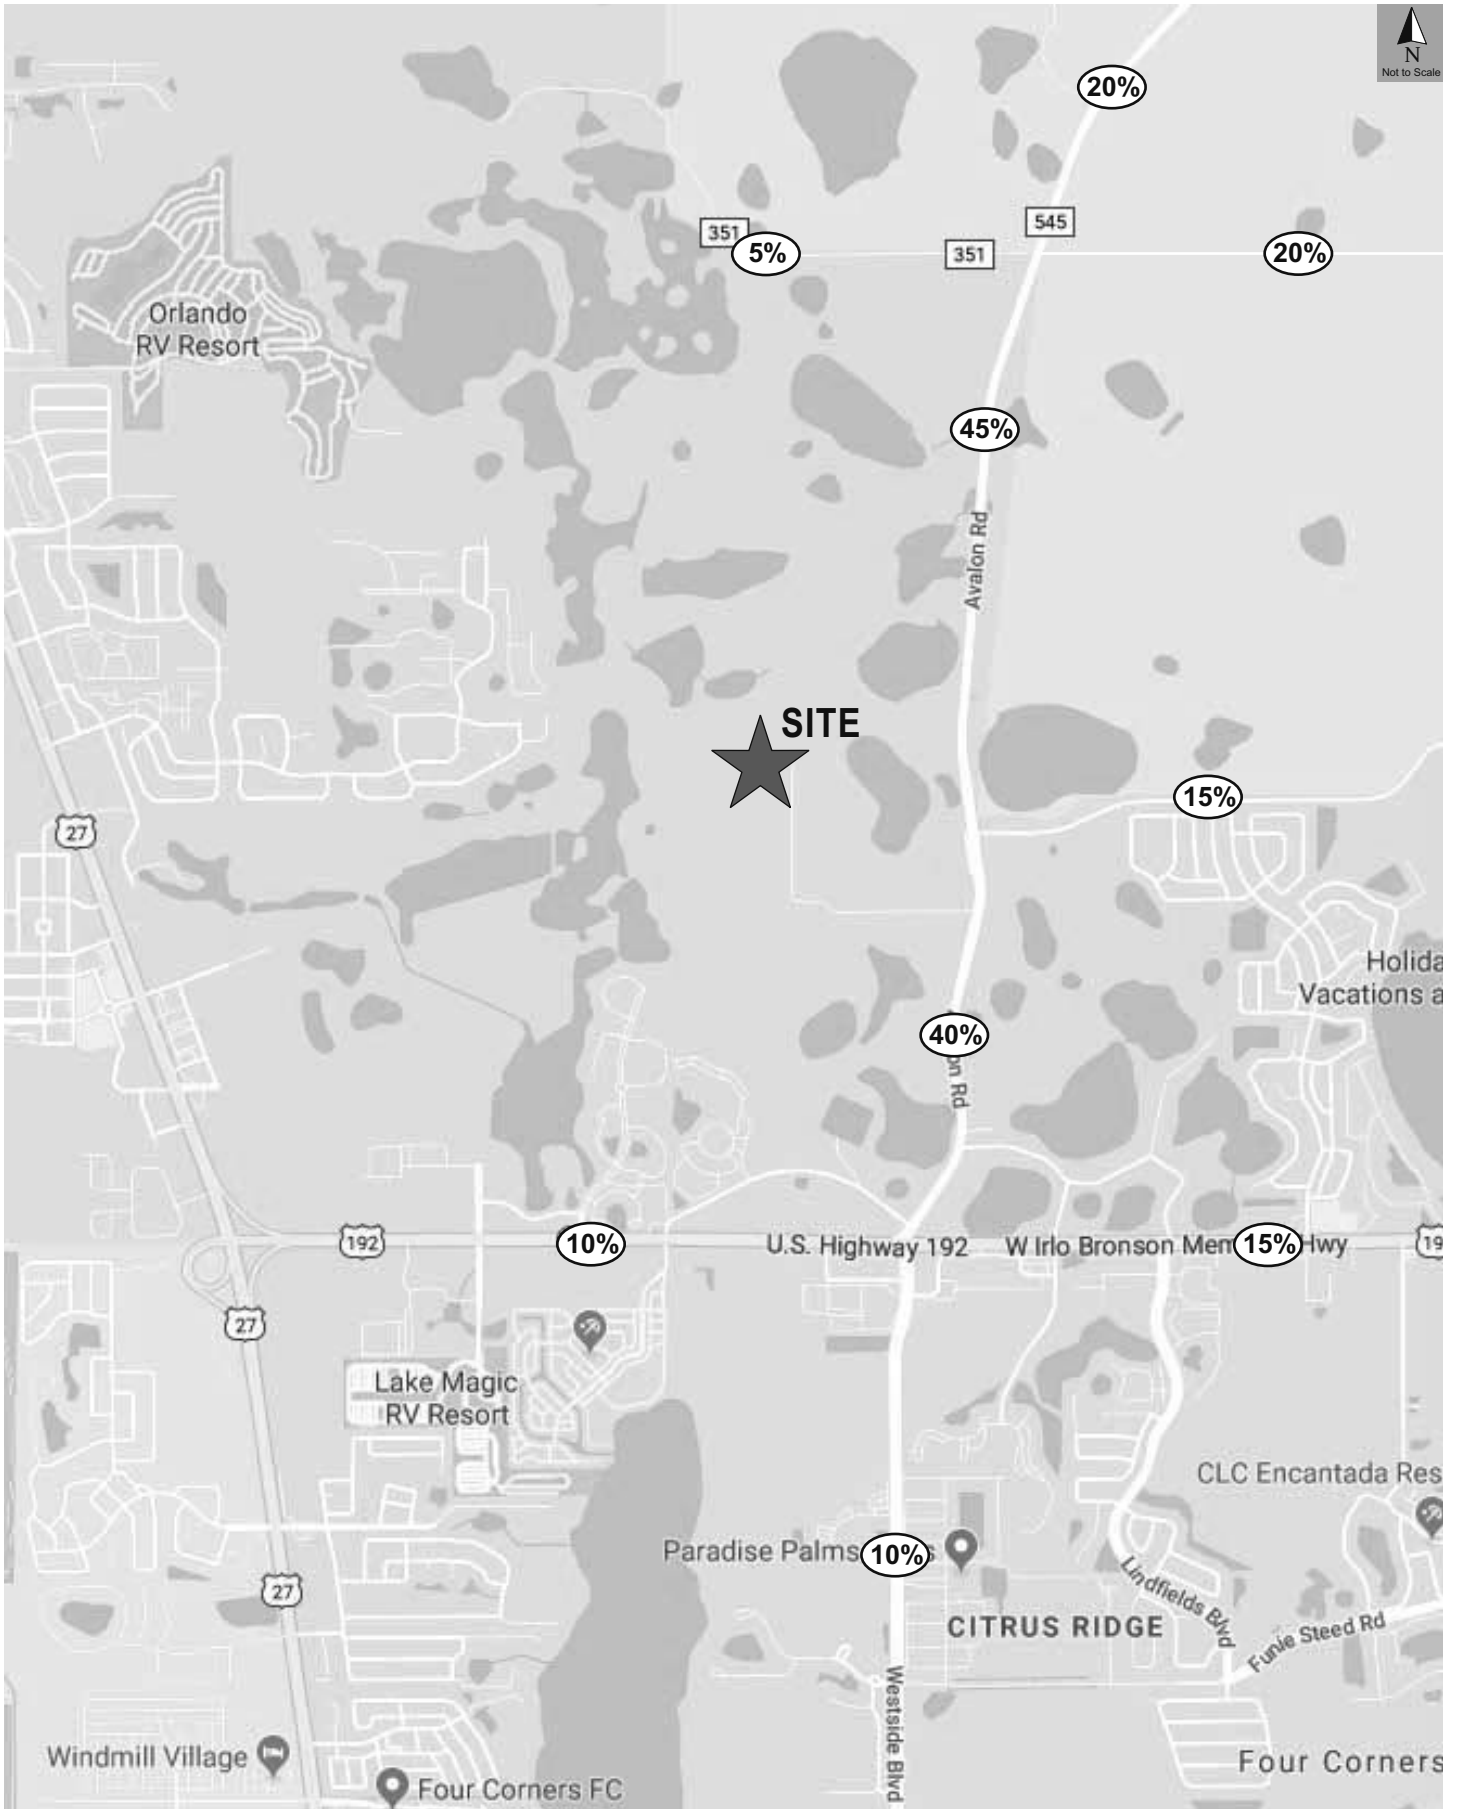 N
Not to Scale
20%
545
351
5%
351
20%
Orlando
RV Resort
45%
Avalon Rd
SITE
15%
27
Holida
Vacations a
40%
on Rd
192
10%
U.S. Highway 192
W Irlo Bronson Mem
15%
Hwy
19
27
Lake Magic
RV Resort
CLC Encantada Res
Paradise Palms
10%
s
27
Lindfields Blvd
CITRUS RIDGE
Funie Steed Rd
Westside Blvd
Windmill Village
Four Corners
Four Corners FC